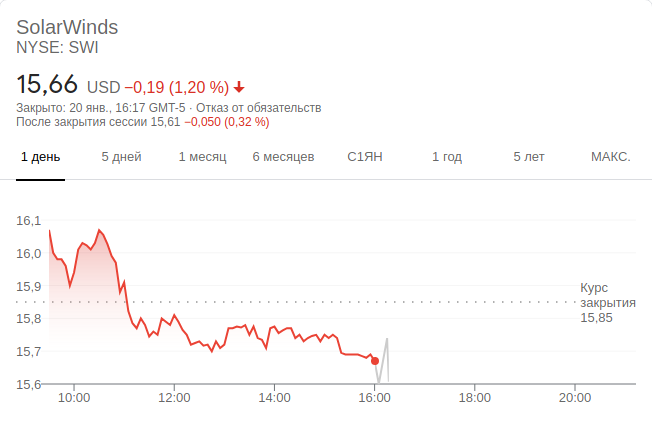 SolarWinds
NYSE: SWI
15,66 USD −0,19 (1,20 %)
Закрыто: 20 янв., 16:17 GMT-5 · Отказ от обязательств
После закрытия сессии 15,61 −0,050 (0,32 %)
1 день 5 дней 1 месяц 6 месяцев С1ЯН 1 год 5 лет МАКС.
16,1
16,0
15,9
15,8
15,7
15,6
Курс
закрытия
15,85
10:00 12:00 14:00 16:00 18:00 20:00